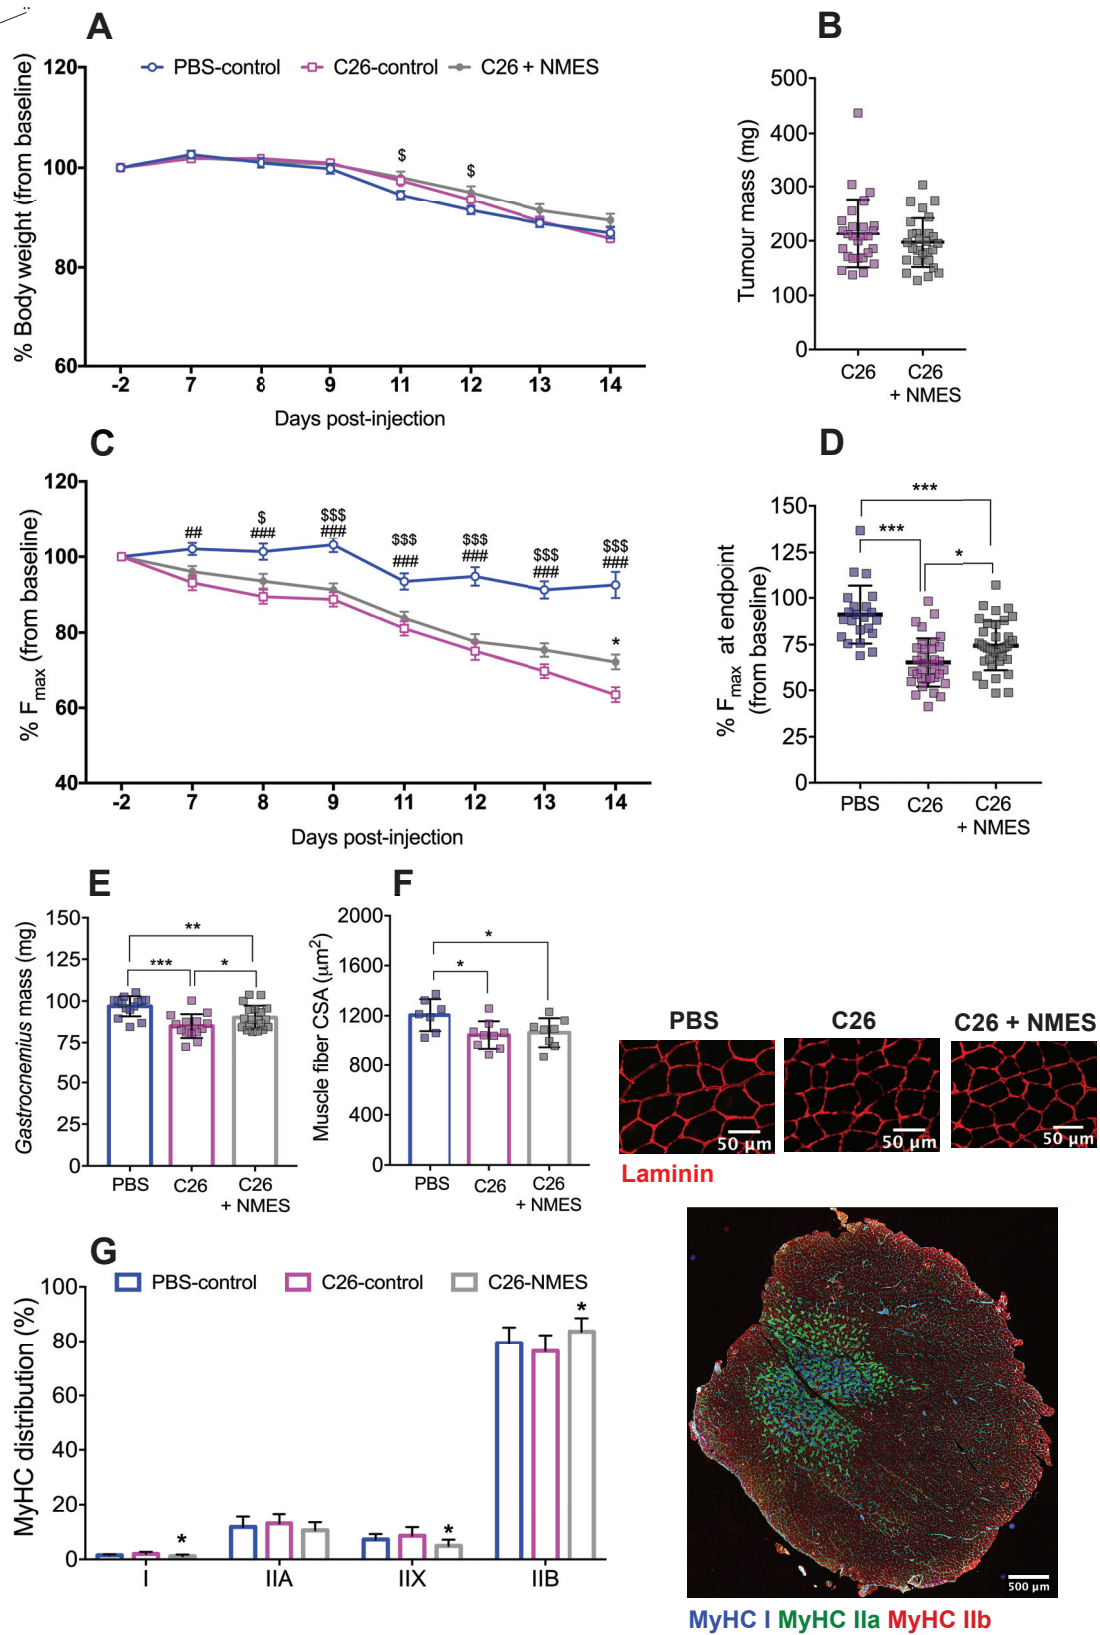 A
PBS-control C26-control C26 + NMES
% Body weight (from baseline)
120
100
80
60
$ $
-2 7 8 9 11 12 13 14
Days post-injection
B
Tumour mass (mg)
500
400
300
200
100
0
C26 C26
+ NMES
C
% Fmax (from baseline)
120
100
80
60
40
$ $$$ $$$ $$$ $$$ $$$
## ### ### ### ### ### ###
*
-2 7 8 9 11 12 13 14
Days post-injection
D
% Fmax at endpoint
(from baseline)
150
125
100
75
50
25
0
***
***
*
PBS C26 C26
+ NMES
E
Gastrocnemius mass (mg)
150
125
100
75
50
25
0
**
*** *
PBS C26 C26
+ NMES
F
Muscle fiber CSA (μm²)
2000
1600
1200
800
400
0
*
*
PBS C26 C26
+ NMES
PBS C26 C26 + NMES
50 μm 50 μm 50 μm
Laminin
G
PBS-control C26-control C26-NMES
MyHC distribution (%)
100
80
60
40
20
0
* * *
I IIA IIX IIB
500 μm
MyHC I MyHC IIa MyHC IIb